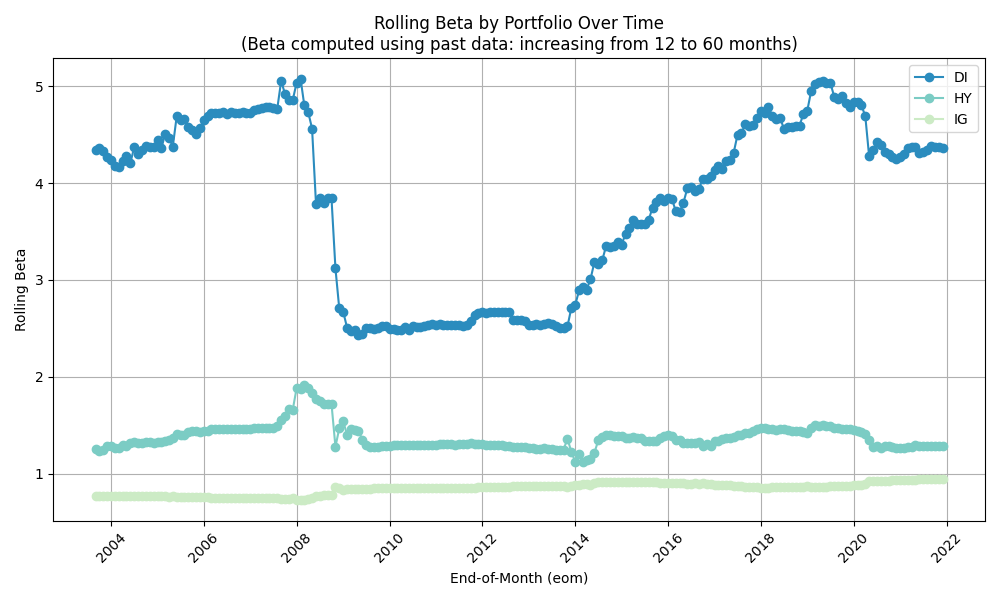 Rolling Beta by Portfolio Over Time
(Beta computed using past data: increasing from 12 to 60 months)
DI
HY
IG
Rolling Beta
5
4
3
2
1
2004
2006
2008
2010
2012
2014
2016
2018
2020
2022
End-of-Month (eom)